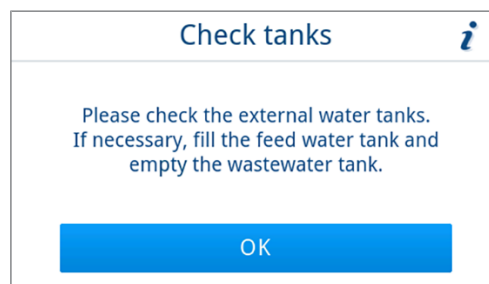 Check tanks
i
Please check the external water tanks.
If necessary, fill the feed water tank and
empty the wastewater tank.
OK